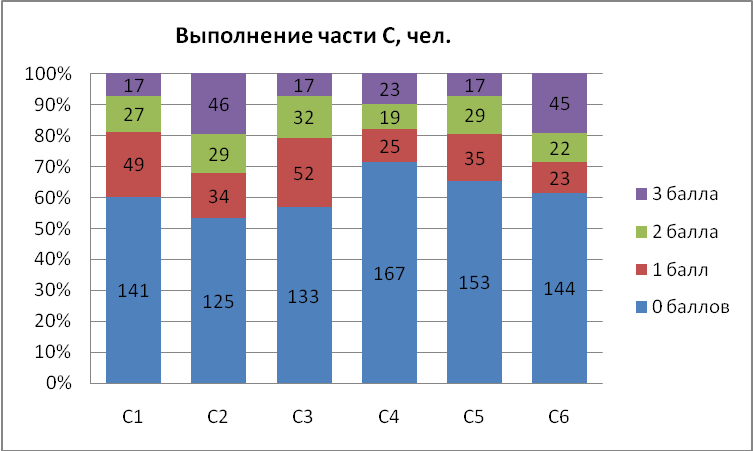 Выполнение части С, чел.
100%
90%
80%
70%
60%
50%
40%
30%
20%
10%
0%
17 46 17 23 17 45
27 29 32 19 29 22
49 34 52 25 35 23
141 125 133 167 153 144
С1 С2 С3 С4 С5 С6
3 балла
2 балла
1 балл
0 баллов